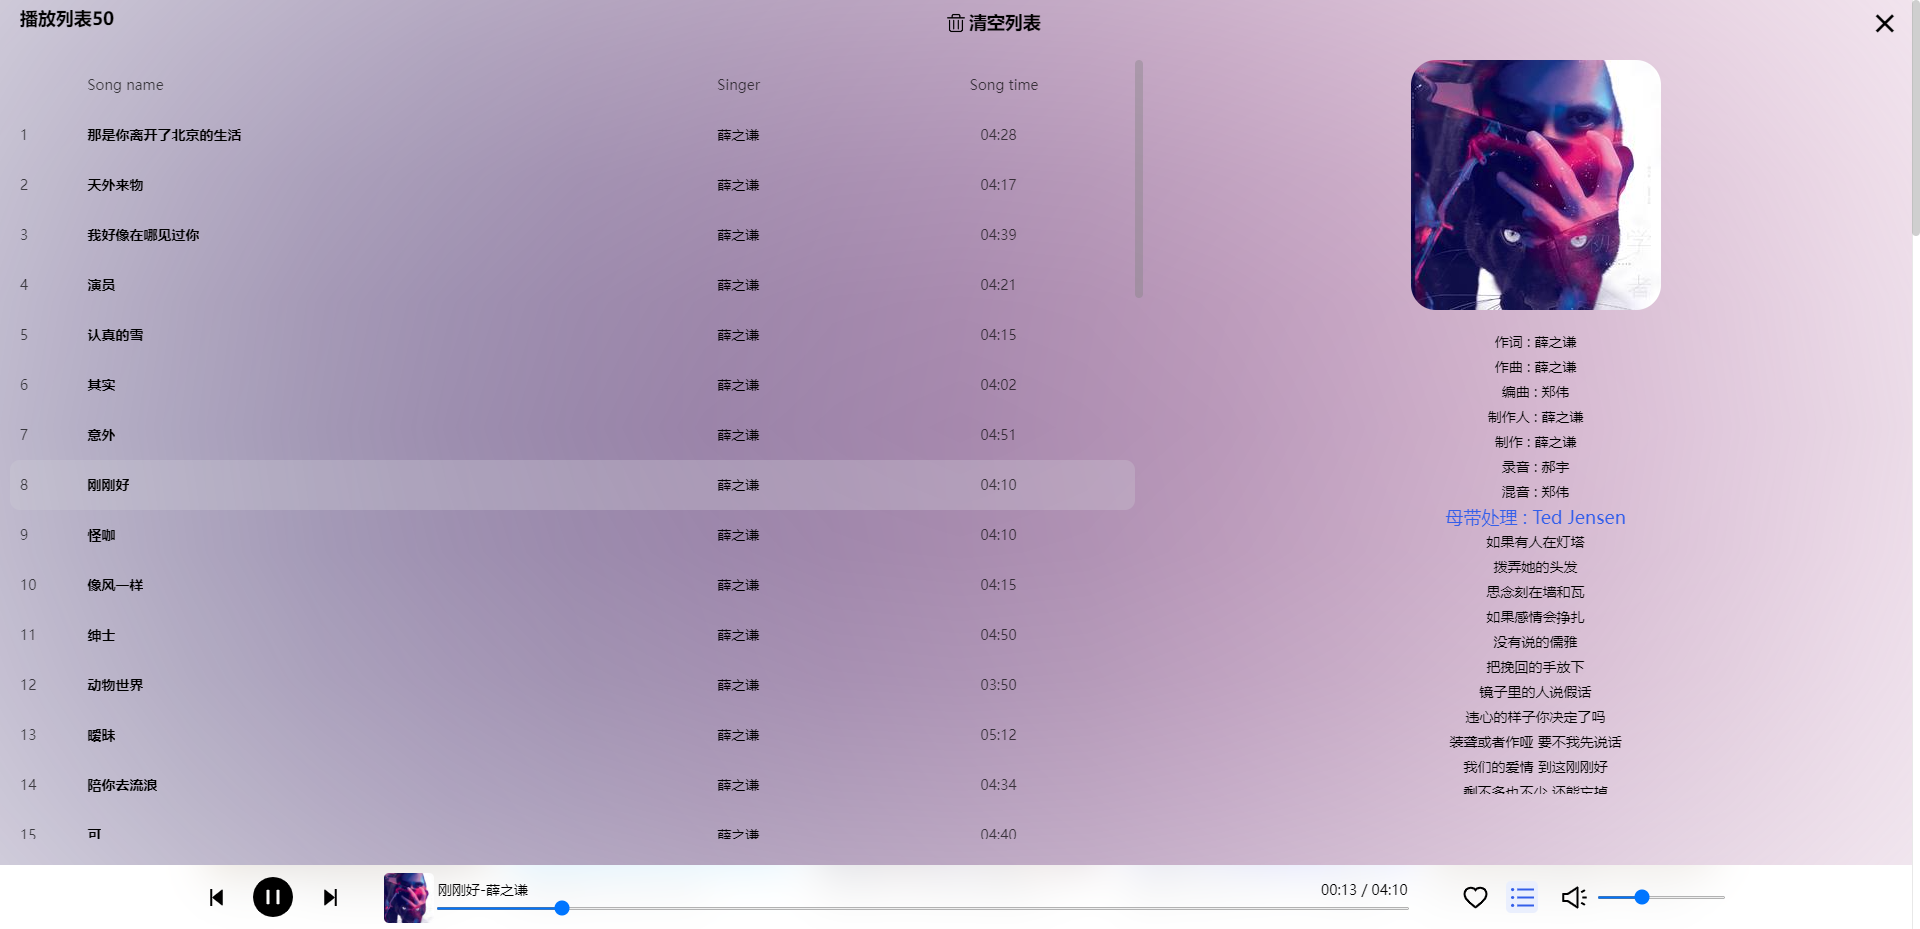 播放列表50
清空列表
Song name Singer Song time
1 那是你离开了北京的生活 薛之谦 04:28
2 天外来物 薛之谦 04:17
3 我好像在哪见过你 薛之谦 04:39
4 演员 薛之谦 04:21
5 认真的雪 薛之谦 04:15
6 其实 薛之谦 04:02
7 意外 薛之谦 04:51
8 刚刚好 薛之谦 04:10
9 怪咖 薛之谦 04:10
10 像风一样 薛之谦 04:15
11 绅士 薛之谦 04:50
12 动物世界 薛之谦 03:50
13 暧昧 薛之谦 05:12
14 陪你去流浪 薛之谦 04:34
15 可 薛之谦 04:40
学
者
作词 : 薛之谦
作曲 : 薛之谦
编曲 : 郑伟
制作人 : 薛之谦
制作 : 薛之谦
录音 : 郝宇
混音 : 郑伟
母带处理 : Ted Jensen
如果有人在灯塔
拨弄她的头发
思念刻在墙和瓦
如果感情会挣扎
没有说的儒雅
把挽回的手放下
镜子里的人说假话
违心的样子你决定了吗
装聋或者作哑 要不我先说话
我们的爱情 到这刚刚好
剩不多也不少 还能忘掉
刚刚好-薛之谦
00:13 / 04:10